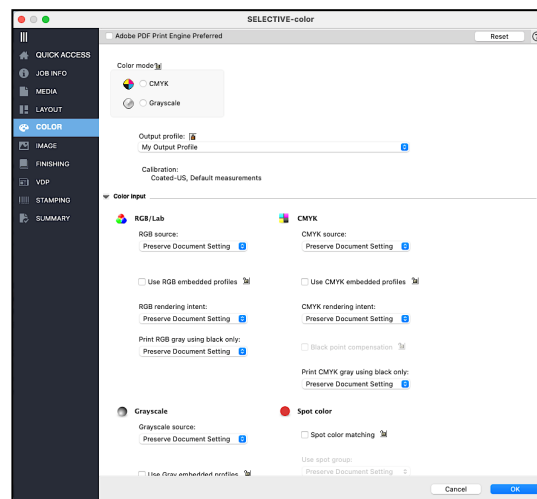 SELECTIVE-color
Adobe PDF Print Engine Preferred
Reset
QUICK ACCESS
JOB INFO
MEDIA
LAYOUT
COLOR
IMAGE
FINISHING
VDP
STAMPING
SUMMARY
Color mode
CMYK
Grayscale
Output profile:
My Output Profile
Calibration:
Coated-US, Default measurements
Color input
RGB/Lab
RGB source:
Preserve Document Setting
Use RGB embedded profiles
RGB rendering intent:
Preserve Document Setting
Print RGB gray using black only:
Preserve Document Setting
CMYK
CMYK source:
Preserve Document Setting
Use CMYK embedded profiles
CMYK rendering intent:
Preserve Document Setting
Black point compensation
Print CMYK gray using black only:
Preserve Document Setting
Grayscale
Grayscale source:
Preserve Document Setting
Use Gray embedded profiles
Spot color
Spot color matching
Use spot group:
Preserve Document Setting
Cancel
OK